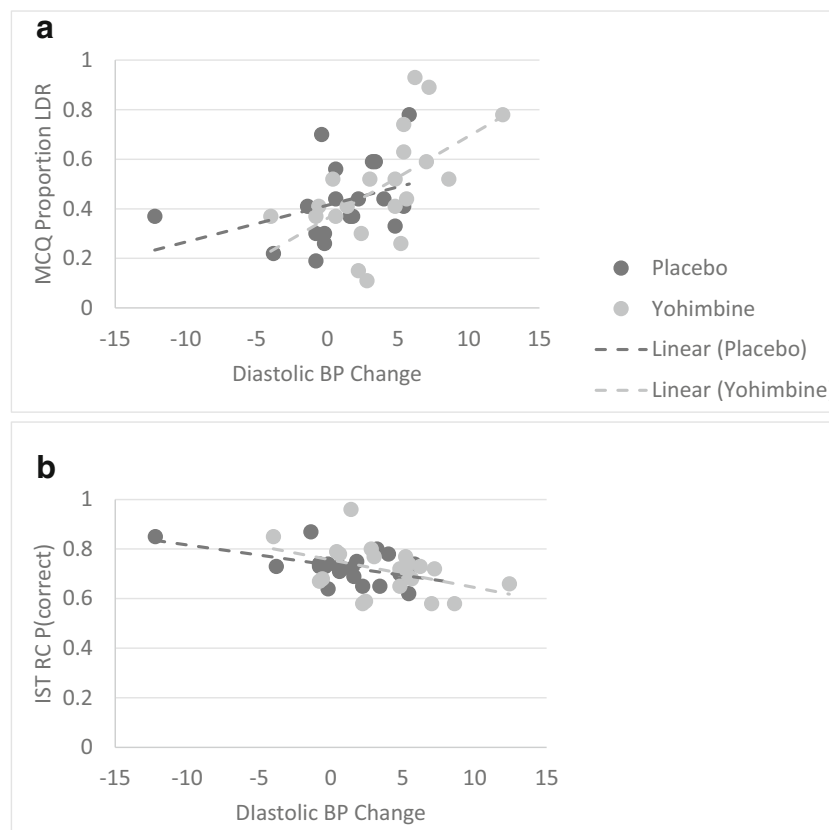 a
1
0.8
0.6
0.4
0.2
0
MCQ Proportion LDR
-15 -10 -5 0 5 10 15
Diastolic BP Change
Placebo
Yohimbine
Linear (Placebo)
Linear (Yohimbine
b
1
0.8
0.6
0.4
0.2
0
IST RC P(correct)
-15 -10 -5 0 5 10 15
DIastolic BP Change